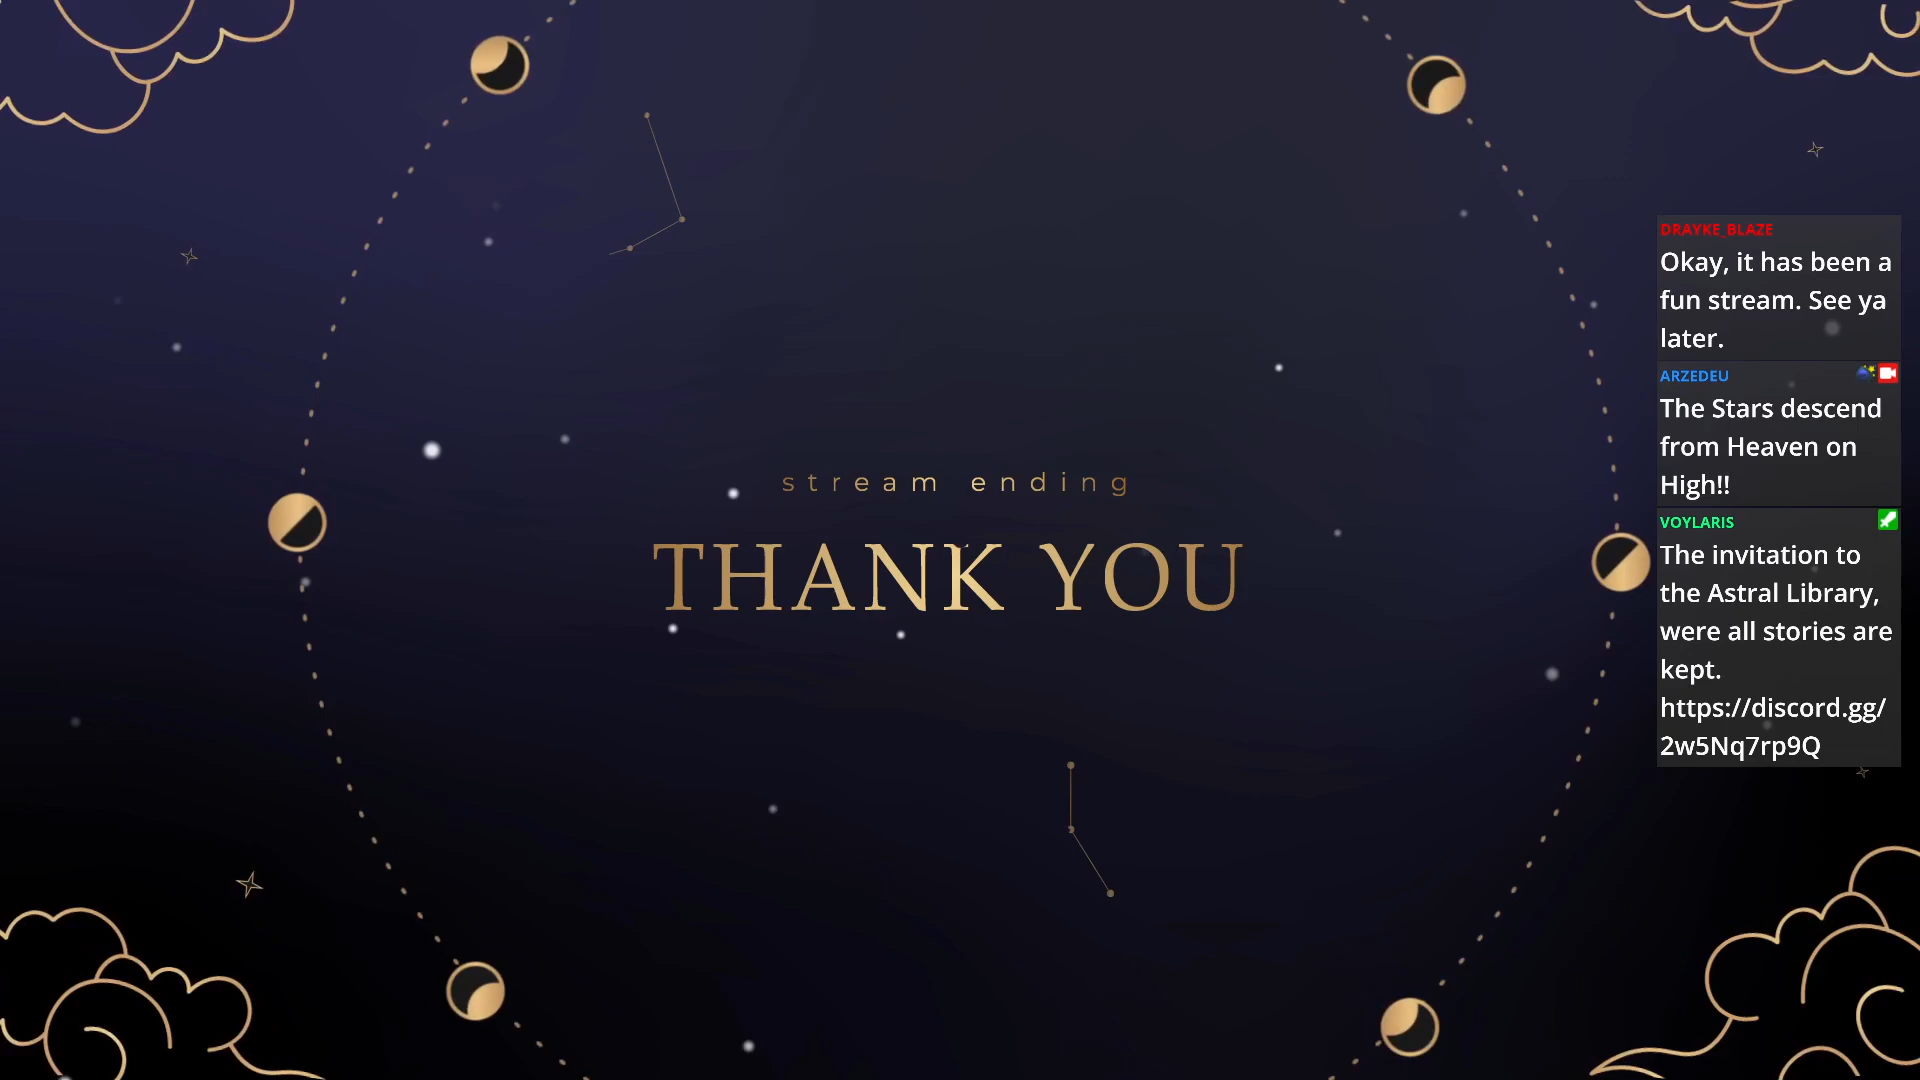 stream ending
THANK YOU
DRAYKE_BLAZE
Okay, it has been a
fun stream. See ya
later.
ARZEDEU
The Stars descend
from Heaven on
High!!
VOYLARIS
The invitation to
the Astral Library,
were all stories are
kept.
https://discord.gg/
2w5Nq7rp9Q